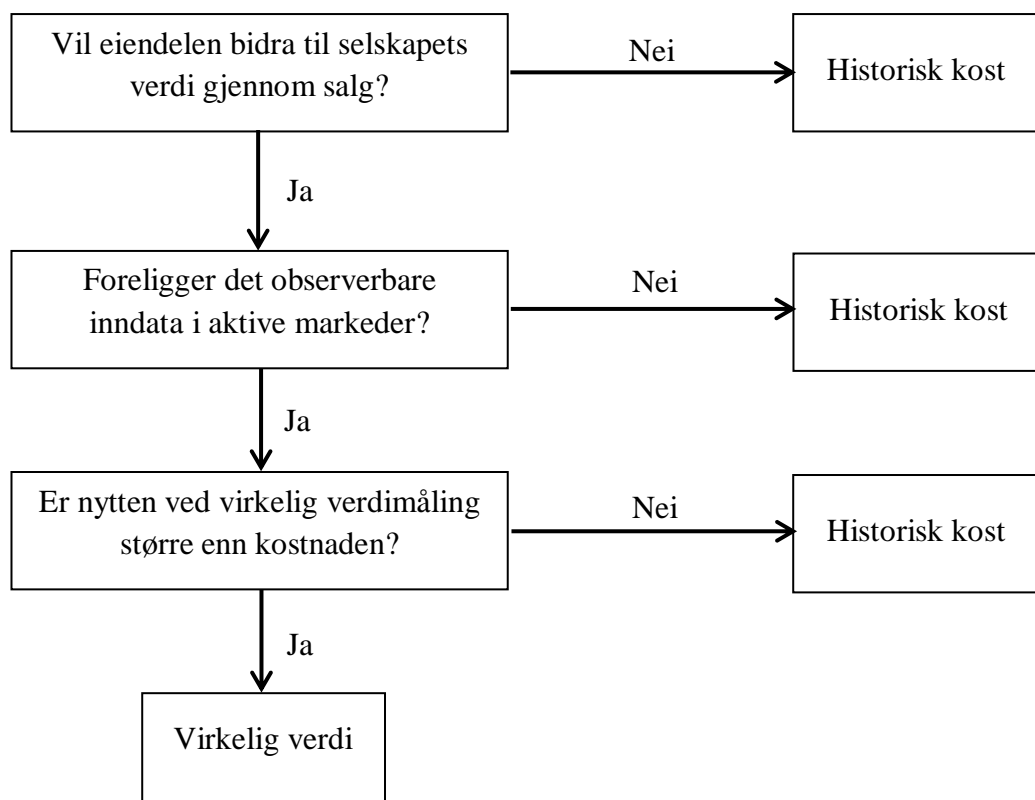 Vil eiendelen bidra til selskapets
verdi gjennom salg?
Nei
Historisk kost
Ja
Foreligger det observerbare
inndata i aktive markeder?
Nei
Historisk kost
Ja
Er nytten ved virkelig verdimåling
større enn kostnaden?
Nei
Historisk kost
Ja
Virkelig verdi